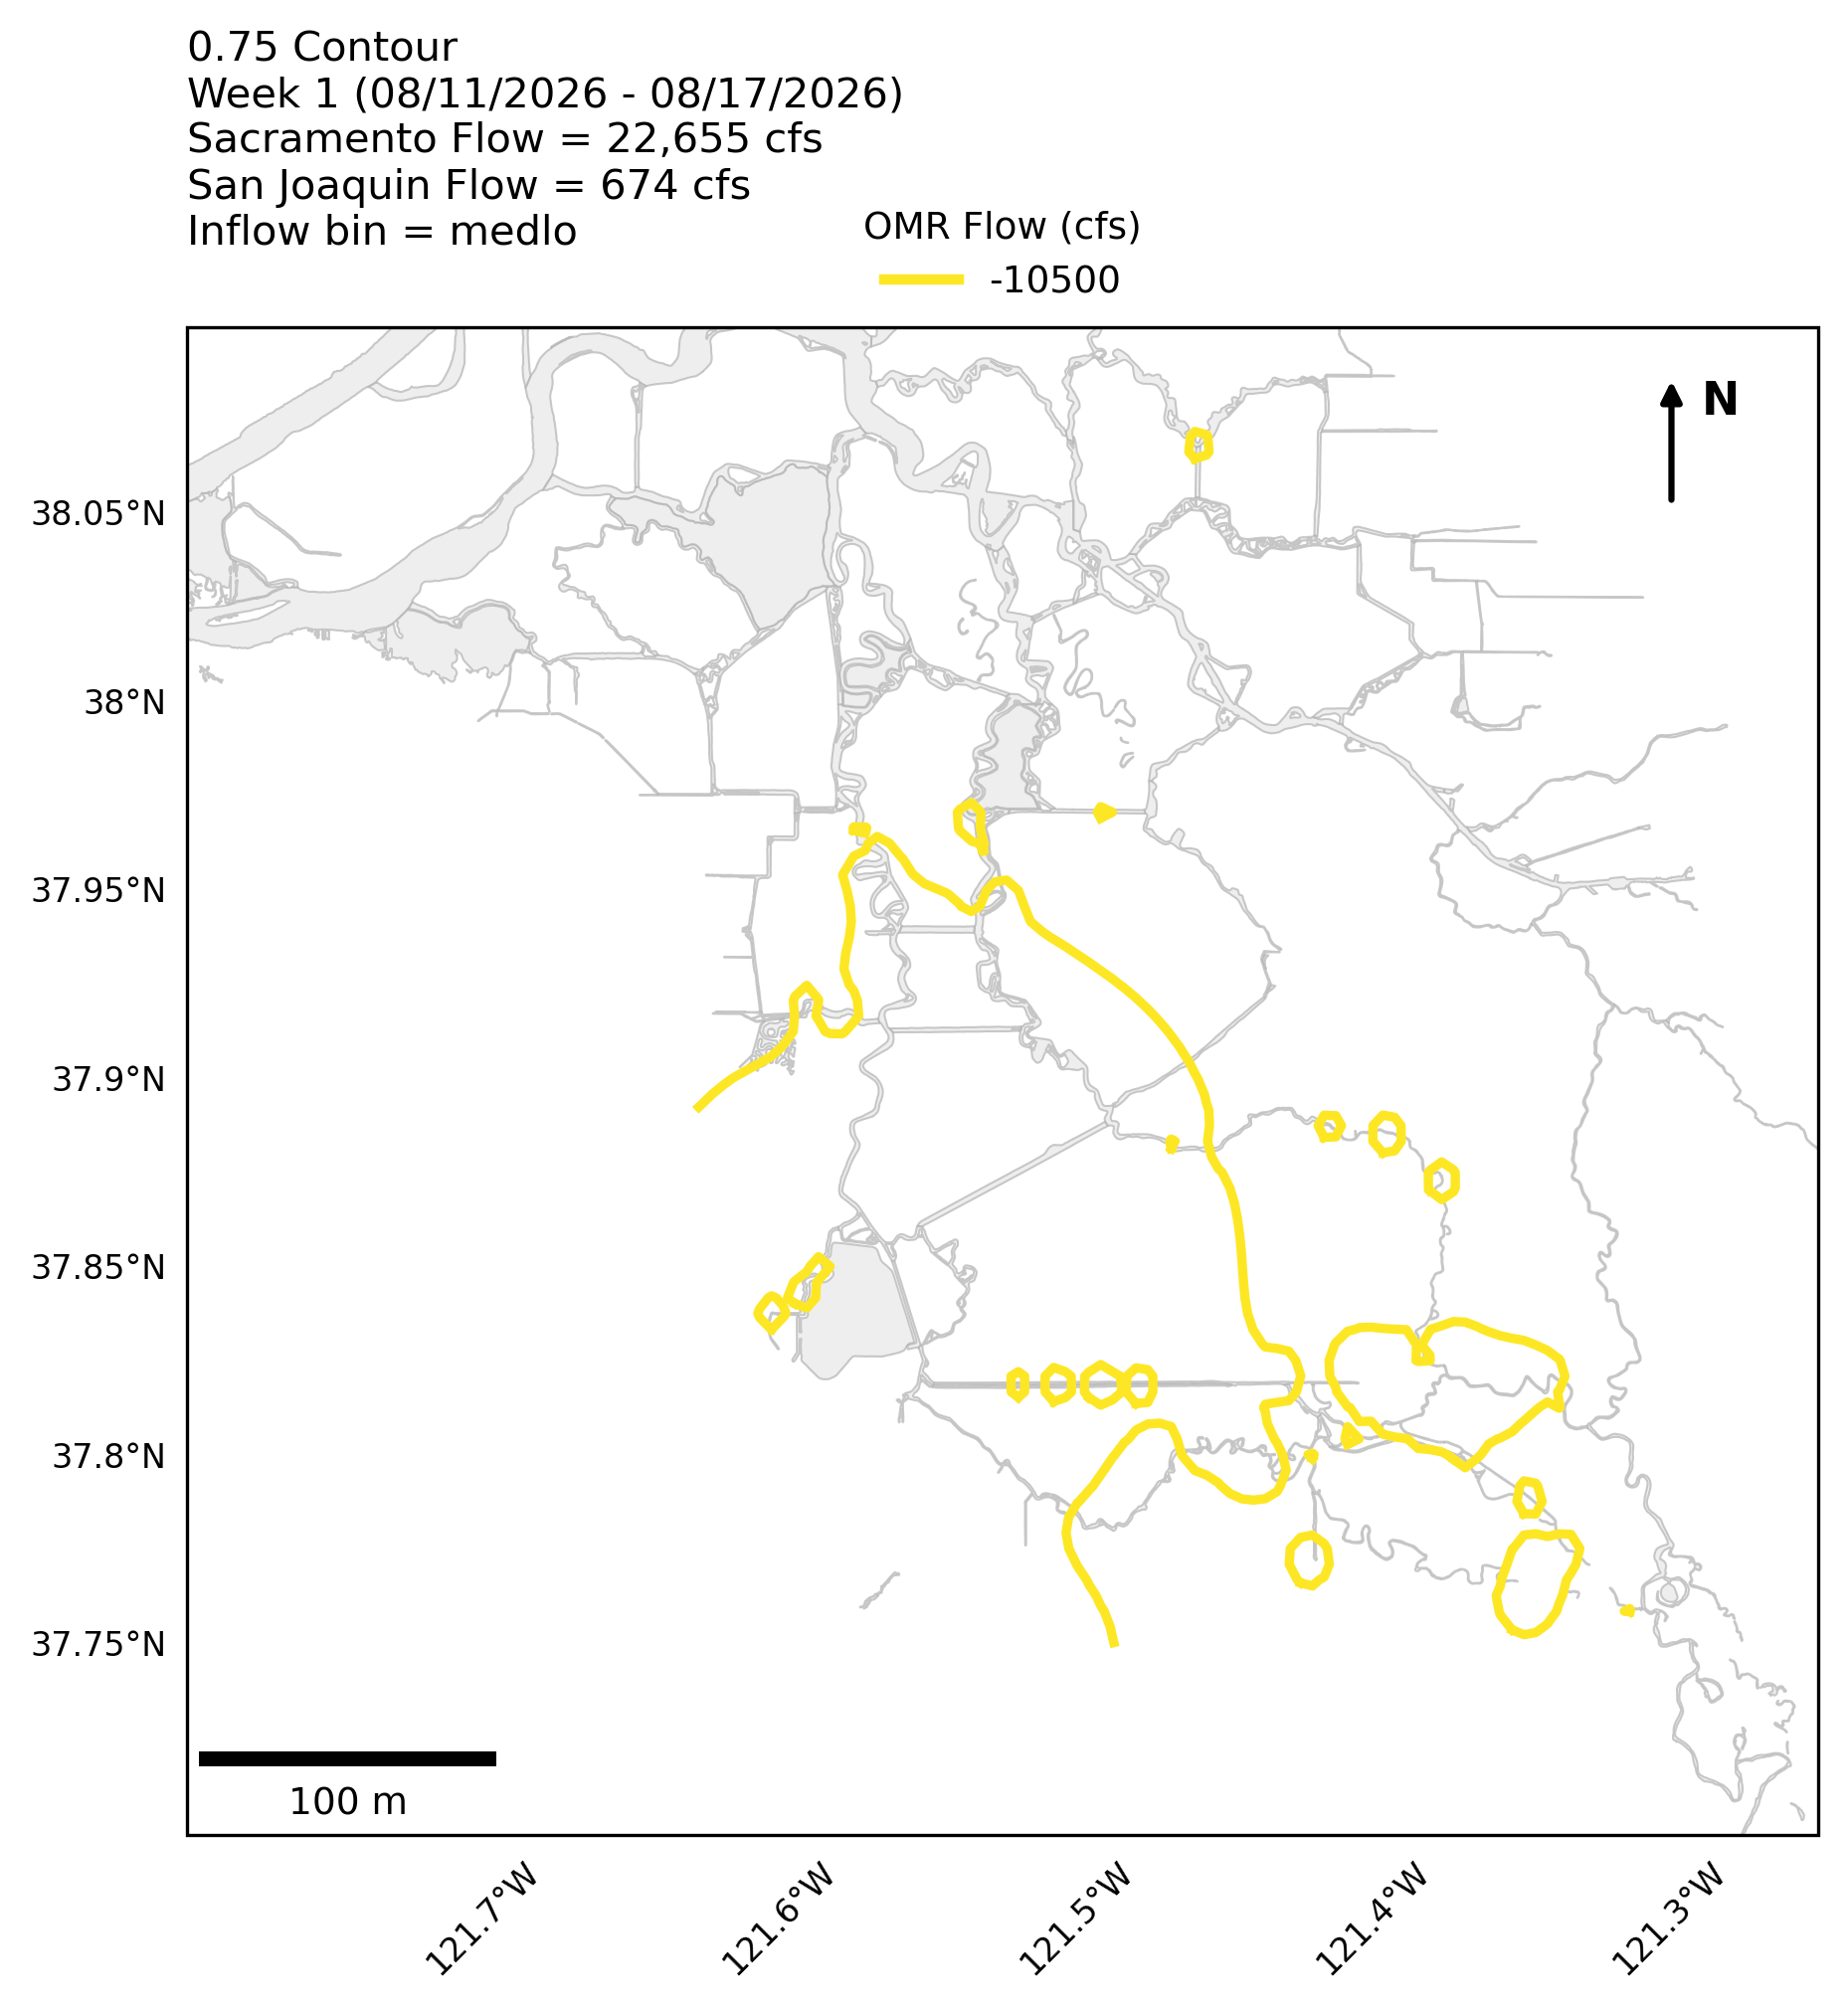 0.75 Contour
Week 1 (08/11/2026 - 08/17/2026)
Sacramento Flow = 22,655 cfs
San Joaquin Flow = 674 cfs
Inflow bin = medlo
OMR Flow (cfs)
-10500
N
38.05°N
38°N
37.95°N
37.9°N
37.85°N
37.8°N
37.75°N
100 m
121.7°W
121.6°W
121.5°W
121.4°W
121.3°W